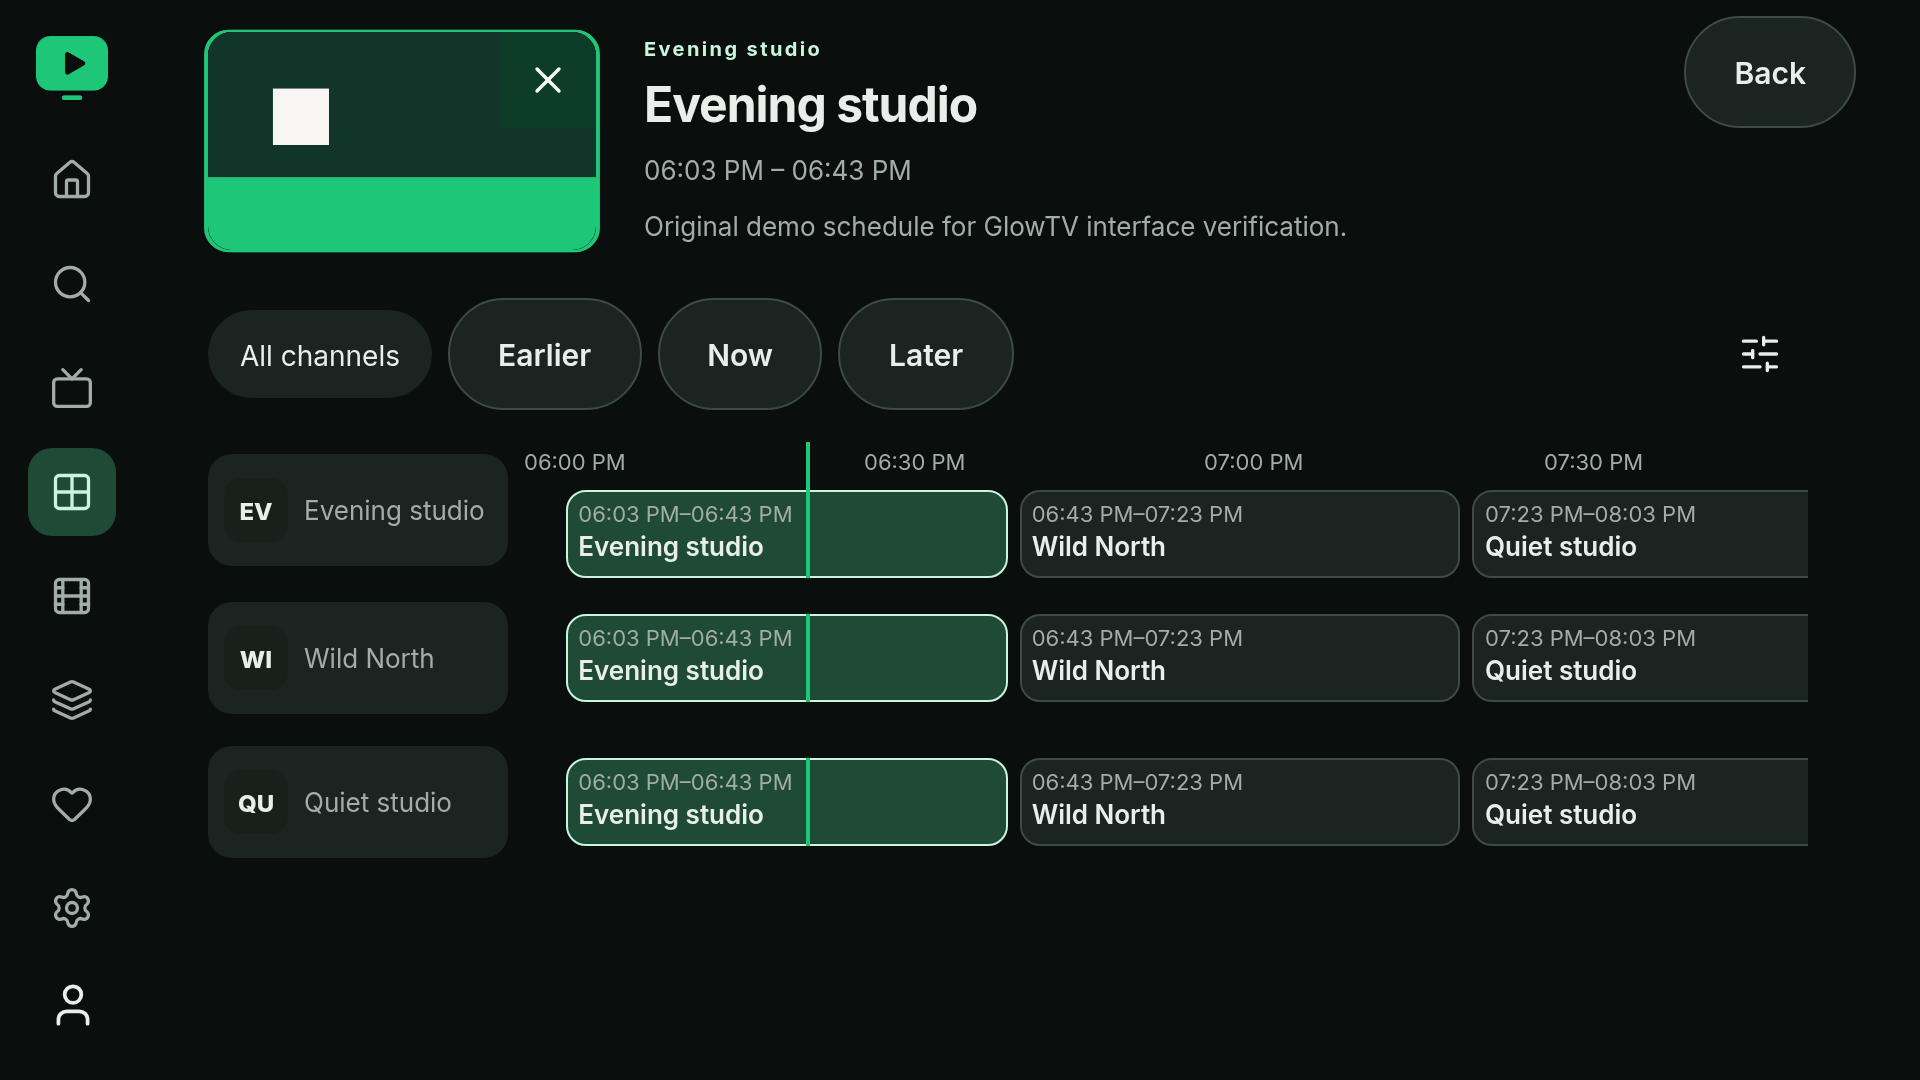 Evening studio
Evening studio
06:03 PM – 06:43 PM
Original demo schedule for GlowTV interface verification.
Back
All channels
Earlier
Now
Later
06:00 PM
06:30 PM
07:00 PM
07:30 PM
EV
Evening studio
06:03 PM–06:43 PM
Evening studio
06:43 PM–07:23 PM
Wild North
07:23 PM–08:03 PM
Quiet studio
WI
Wild North
06:03 PM–06:43 PM
Evening studio
06:43 PM–07:23 PM
Wild North
07:23 PM–08:03 PM
Quiet studio
QU
Quiet studio
06:03 PM–06:43 PM
Evening studio
06:43 PM–07:23 PM
Wild North
07:23 PM–08:03 PM
Quiet studio